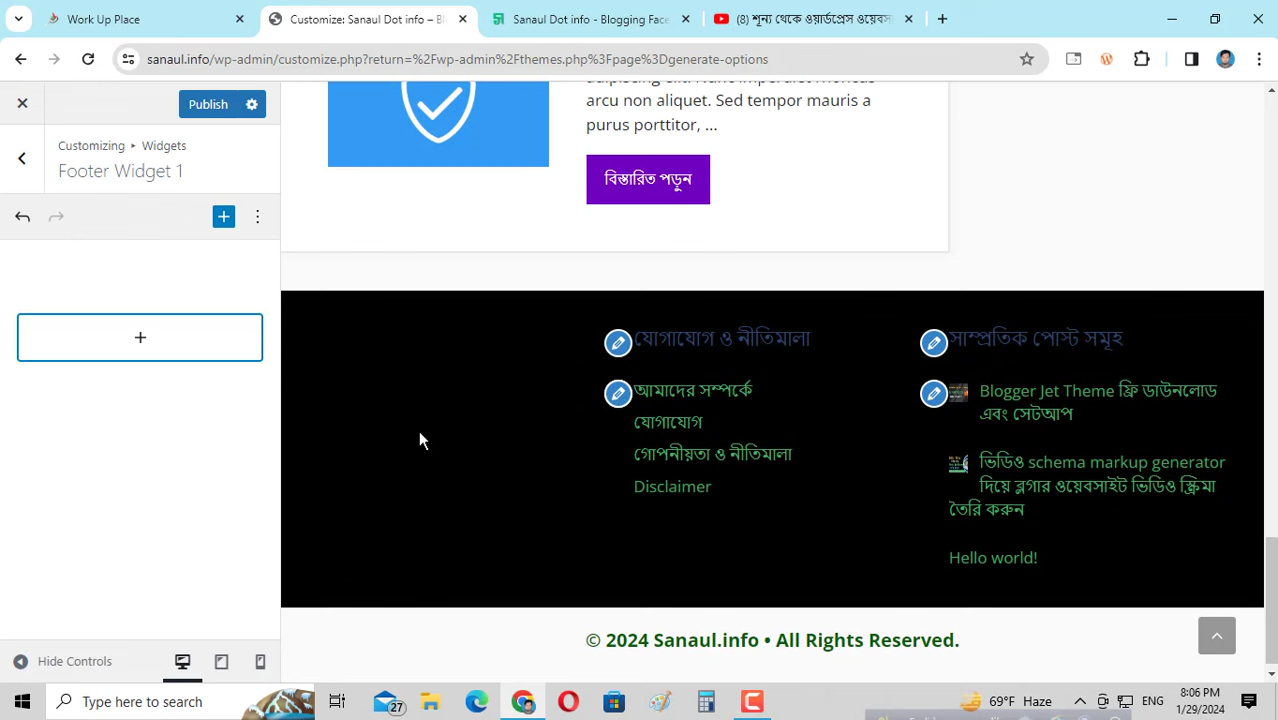 Work Up Place
Customize: Sanaul Dot info – Bl
Sanaul Dot info - Blogging Face
(৪) শূন্য থেকে ওয়ার্ডপ্রেস ওয়েবসা
sanaul.info/wp-admin/customize.php?return=%2Fwp-admin%2Fthemes.php%3Fpage%3Dgenerate-options
Publish
Customizing ▸ Widgets
Footer Widget 1
arcu non aliquet. Sed tempor mauris a
purus porttitor, ...
বিস্তারিত পড়ুন
যোগাযোগ ও নীতিমালা
আমাদের সম্পর্কে
যোগাযোগ
গোপনীয়তা ও নীতিমালা
Disclaimer
সাম্প্রতিক পোস্ট সমূহ
Blogger Jet Theme ফ্রি ডাউনলোড
এবং সেটআপ
ভিডিও schema markup generator
দিয়ে ব্লগার ওয়েবসাইট ভিডিও স্ক্রিমা
তৈরি করুন
Hello world!
© 2024 Sanaul.info • All Rights Reserved.
Hide Controls
Type here to search
27
69°F Haze
ENG
8:06 PM
1/29/2024